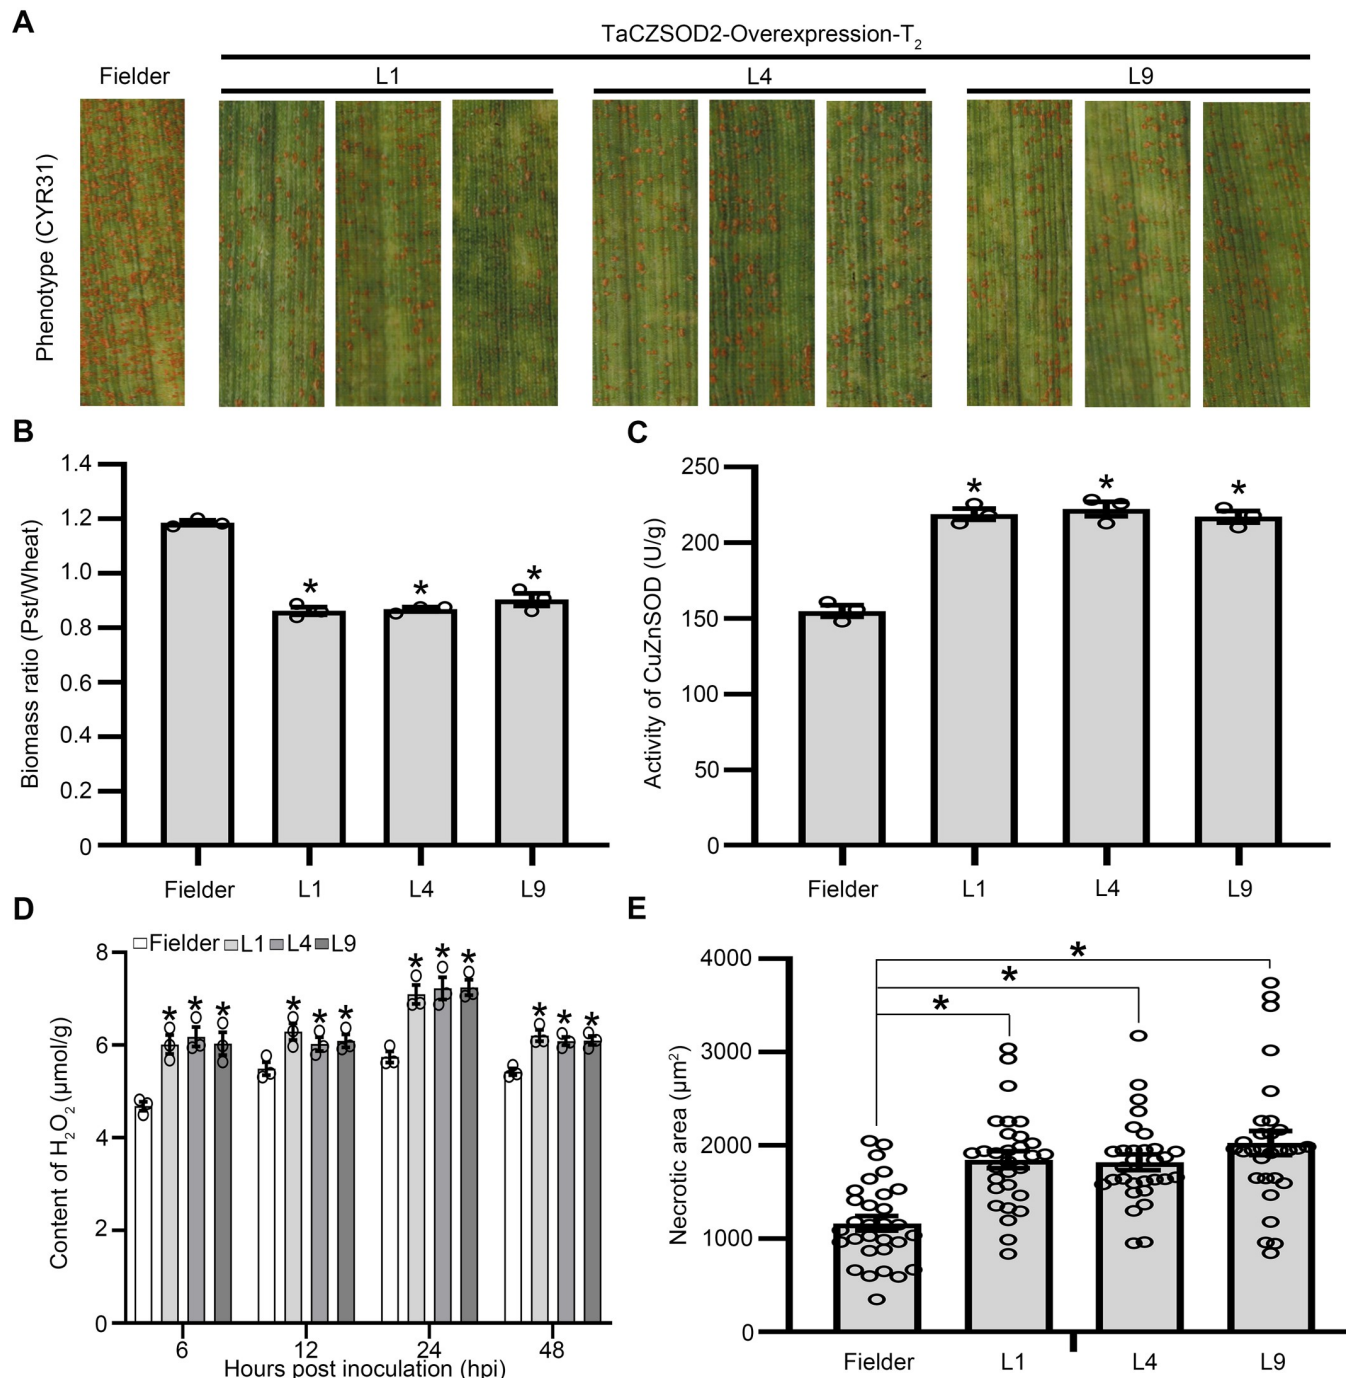 A
TaCZSOD2-Overexpression-T₂
Fielder
L1
L4
L9
Phenotype (CYR31)
B
Biomass ratio (Pst/Wheat)
1.4
1.2
1.0
0.8
0.6
0.4
0.2
0
* * *
Fielder L1 L4 L9
C
Activity of CuZnSOD (U/g)
250
200
150
100
50
0
* * *
Fielder L1 L4 L9
D
Fielder L1 L4 L9
Content of H₂O₂ (μmol/g)
8
6
4
2
0
* * * * * * * * * * * *
6 12 24 48
Hours post inoculation (hpi)
E
Necrotic area (μm²)
4000
3000
2000
1000
0
*
*
*
Fielder L1 L4 L9